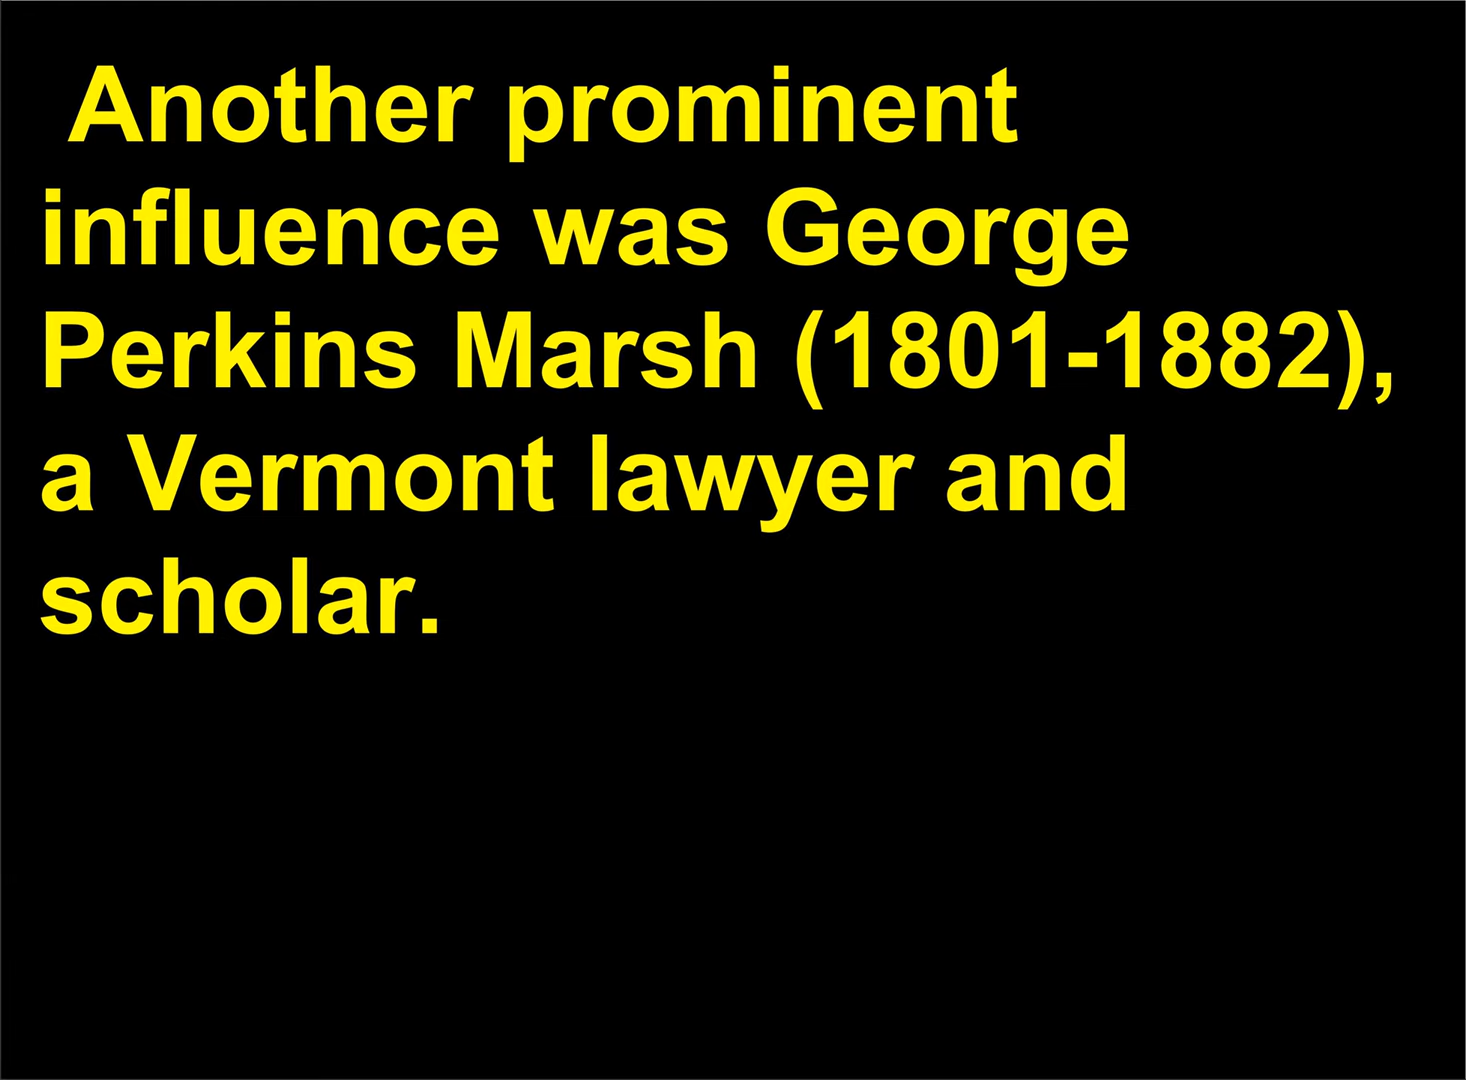 Another prominent
influence was George
Perkins Marsh (1801-1882),
a Vermont lawyer and
scholar.